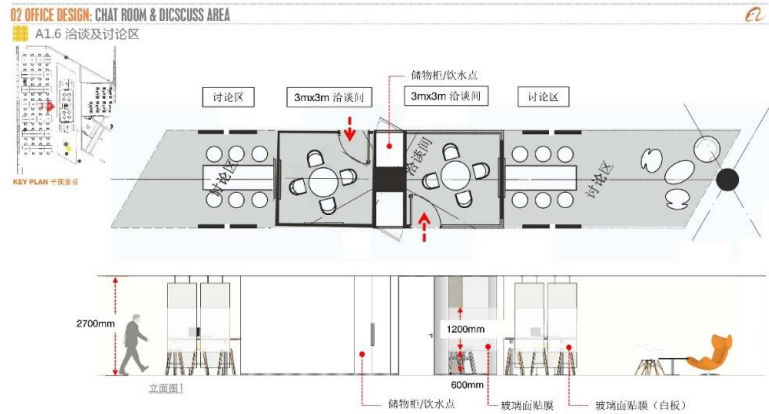 02 OFFICE DESIGN: CHAT ROOM & DICSCUSS AREA
A1.6 洽谈及讨论区
储物柜/饮水点
讨论区
3mx3m 洽谈间
3mx3m 洽谈间
讨论区
讨论区
洽谈间
讨论区
KEY PLAN 平面索引
2700mm
1200mm
600mm
立面图1
储物柜/饮水点
玻璃面贴膜
玻璃面贴膜（白板）